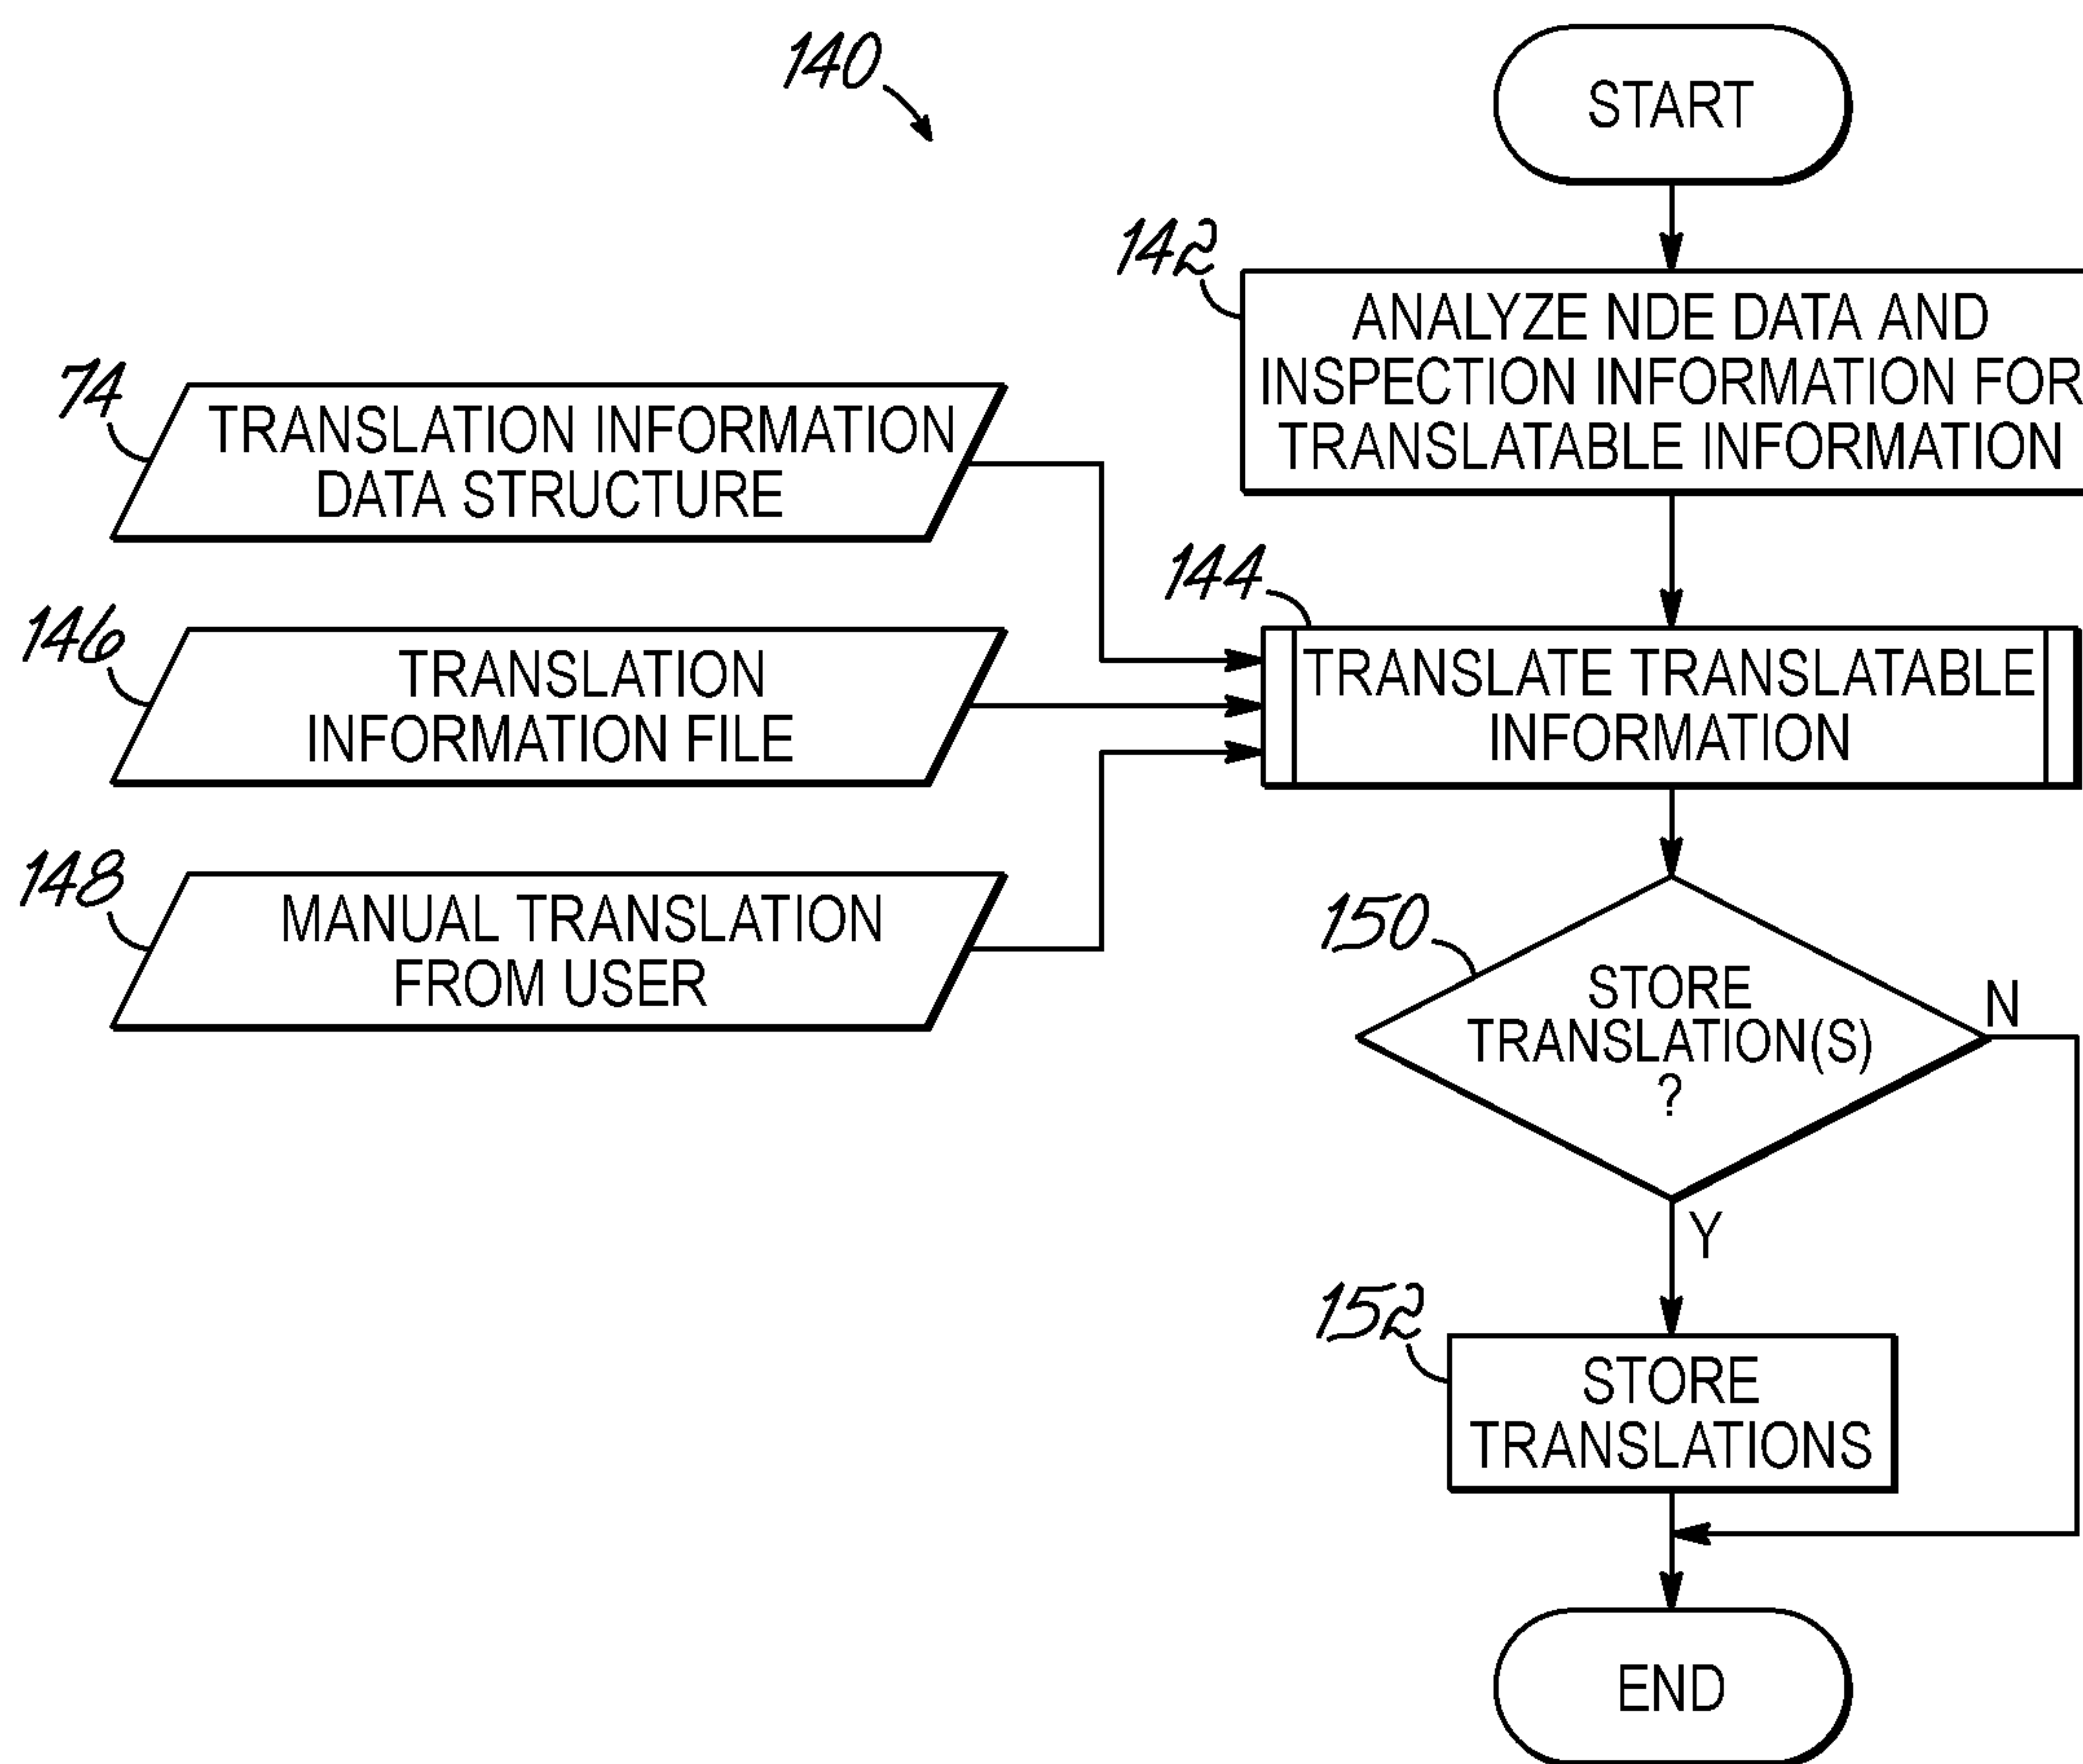 140
START
142
ANALYZE NDE DATA AND
INSPECTION INFORMATION FOR
TRANSLATABLE INFORMATION
74
TRANSLATION INFORMATION
DATA STRUCTURE
144
TRANSLATE TRANSLATABLE
INFORMATION
146
TRANSLATION
INFORMATION FILE
148
MANUAL TRANSLATION
FROM USER
150
STORE
TRANSLATION(S)
?
N
Y
152
STORE
TRANSLATIONS
END